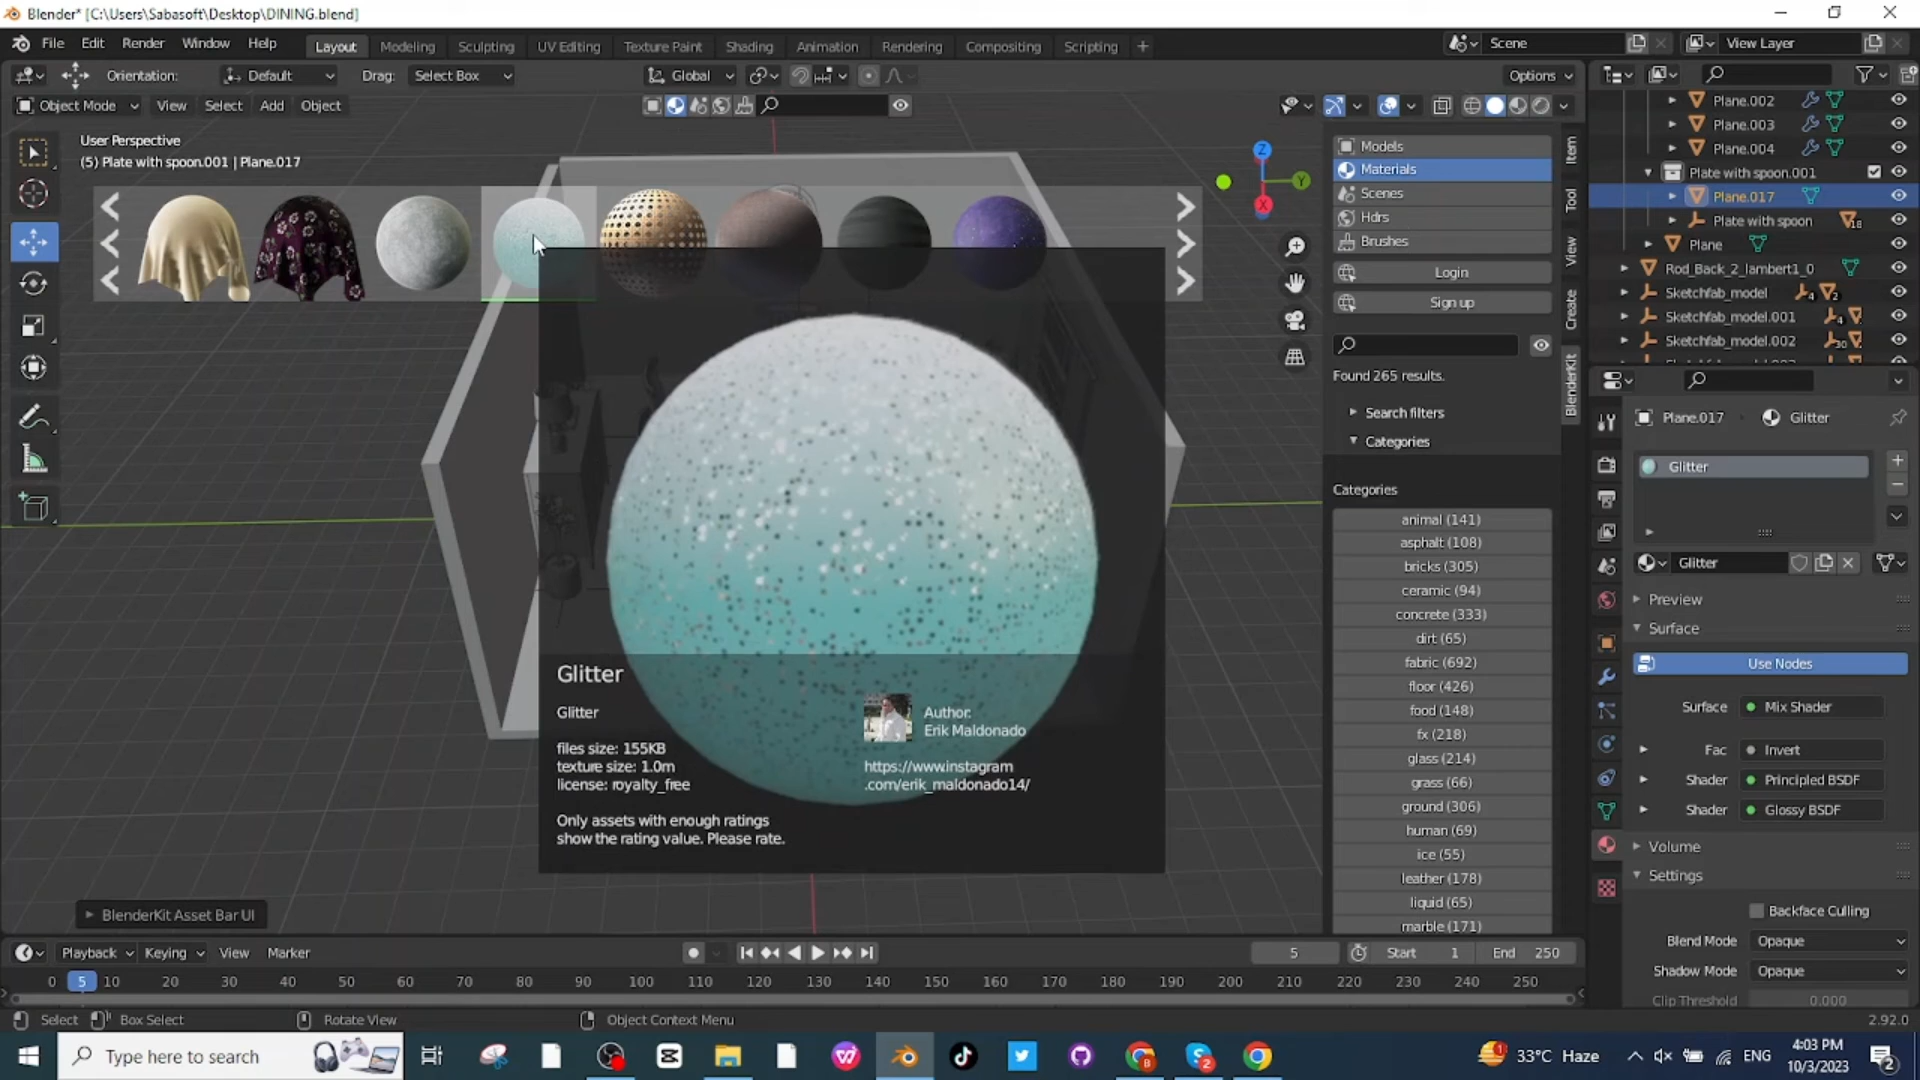 Blender* [C:\Users\Sabasoft\Desktop\DINING.blend]
File Edit Render Window Help Layout Modeling Sculpting UV Editing Texture Paint Shading Animation Rendering Compositing Scripting + Scene View Layer
Orientation: Default Drag: Select Box Global Options
Object Mode View Select Add Object
User Perspective
(5) Plate with spoon.001 | Plane.017
Z
Y
X
Models
Materials
Scenes
Hdrs
Brushes
Login
Sign up
Found 265 results.
Search filters
Categories
Categories
animal (141)
asphalt (108)
bricks (305)
ceramic (94)
concrete (333)
dirt (65)
fabric (692)
floor (426)
food (148)
fx (218)
glass (214)
grass (66)
ground (306)
human (69)
ice (55)
leather (178)
liquid (65)
marble (171)
Item
Tool
View
Create
BlenderKit
Plane.002
Plane.003
Plane.004
Plate with spoon.001
Plane.017
Plate with spoon 18
Plane
Rod_Back_2_lambert1_0
Sketchfab_model 4 2
Sketchfab_model.001 4
Sketchfab_model.002 30
Plane.017 Glitter
Glitter
Glitter
Preview
Surface
Use Nodes
Surface Mix Shader
Fac Invert
Shader Principled BSDF
Shader Glossy BSDF
Volume
Settings
Backface Culling
Blend Mode Opaque
Shadow Mode Opaque
Clip Threshold 0.000
Glitter
Glitter
files size: 155KB
texture size: 1.0m
license: royalty_free
Only assets with enough ratings
show the rating value. Please rate.
Author:
Erik Maldonado
https://www.instagram
.com/erik_maldonado14/
BlenderKit Asset Bar UI
Playback Keying View Marker 5 Start 1 End 250
0 5 10 20 30 40 50 60 70 80 90 100 110 120 130 140 150 160 170 180 190 200 210 220 230 240 250
Select Box Select Rotate View Object Context Menu 2.92.0
Type here to search 33°C Haze ENG 4:03 PM
10/3/2023